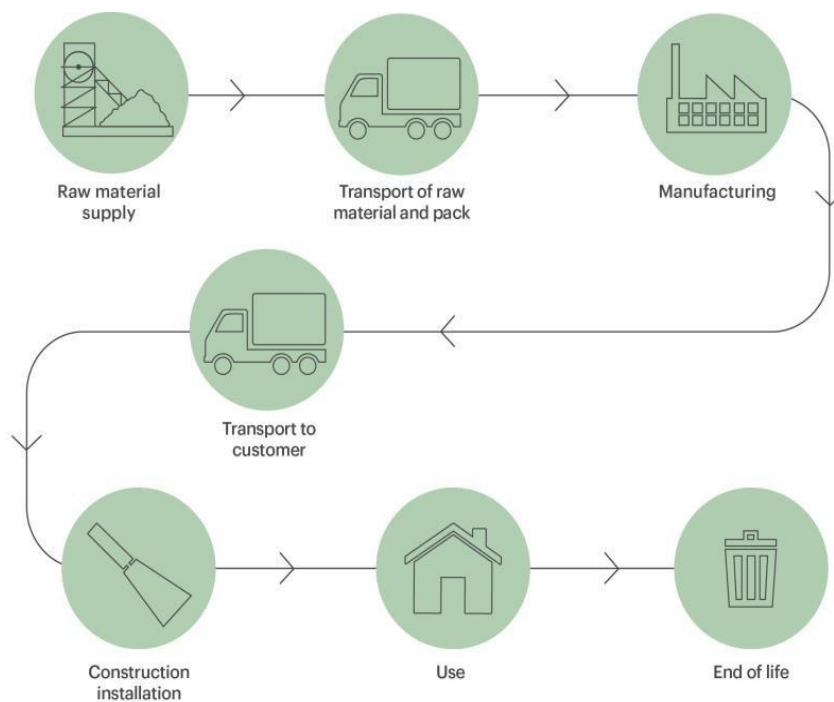 Raw material
supply
Transport of raw
material and pack
Manufacturing
Transport to
customer
Construction
installation
Use
End of life